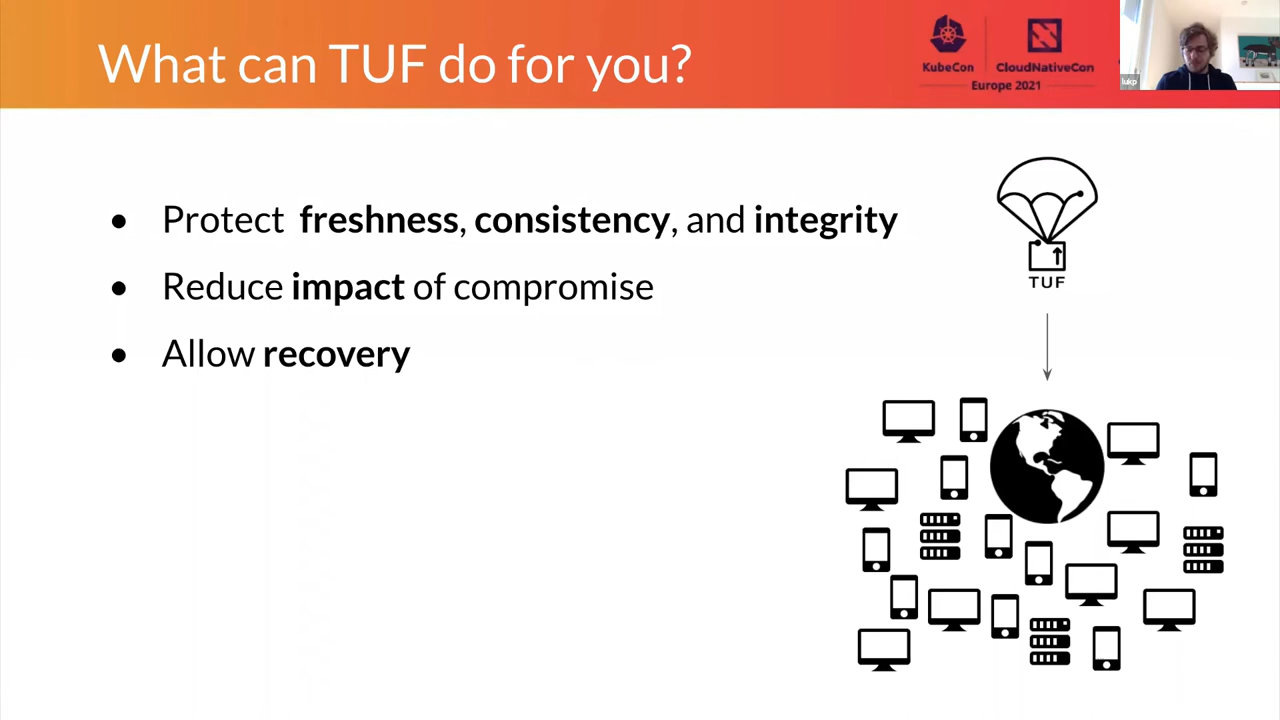 What can TUF do for you?
KubeCon
CloudNativeCon
Europe 2021
lukp
• Protect freshness, consistency, and integrity
• Reduce impact of compromise
• Allow recovery
TUF